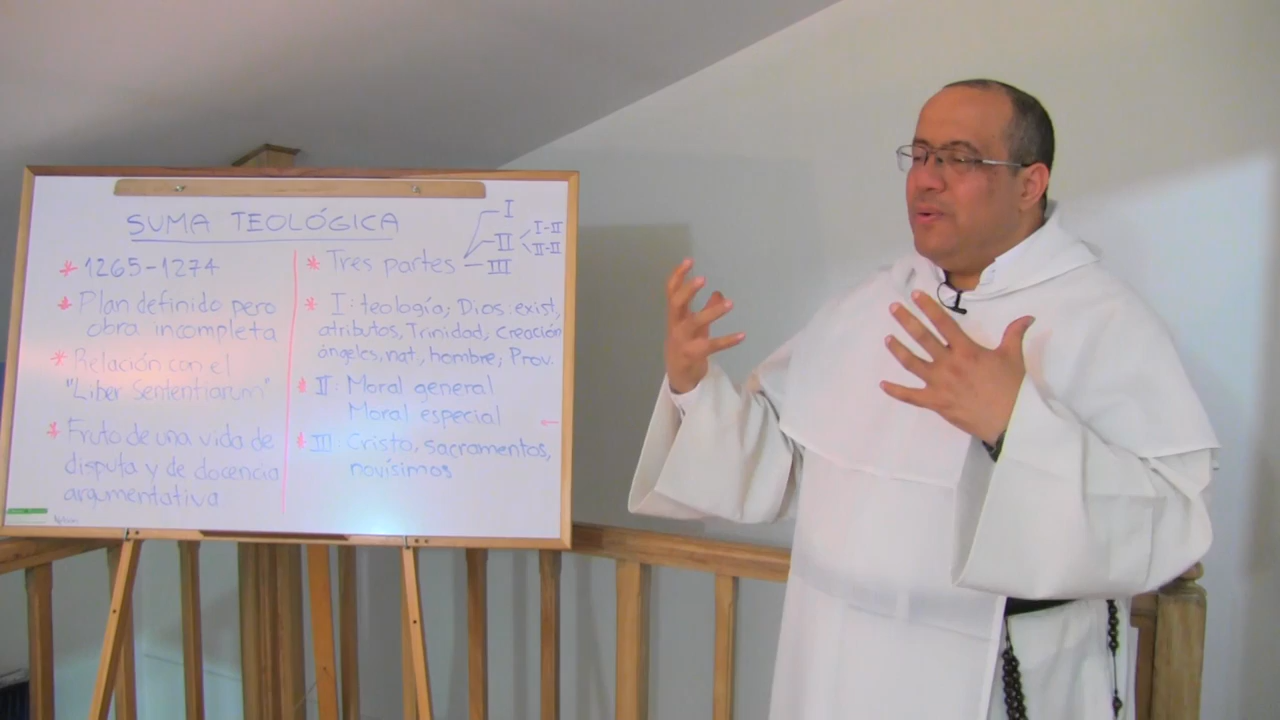 SUMA TEOLÓGICA
* 1265-1274
* Plan definido pero
obra incompleta
* Relación con el
"Liber Sententiarum"
* Fruto de una vida de
disputa y de docencia
argumentativa
* Tres partes
I
II
I-II
II-II
III
* I: teología; Dios: exist,
atributos, Trinidad; Creación
ángeles, nat., hombre; Prov.
* II: Moral general
Moral especial
* III: Cristo, sacramentos,
novísimos